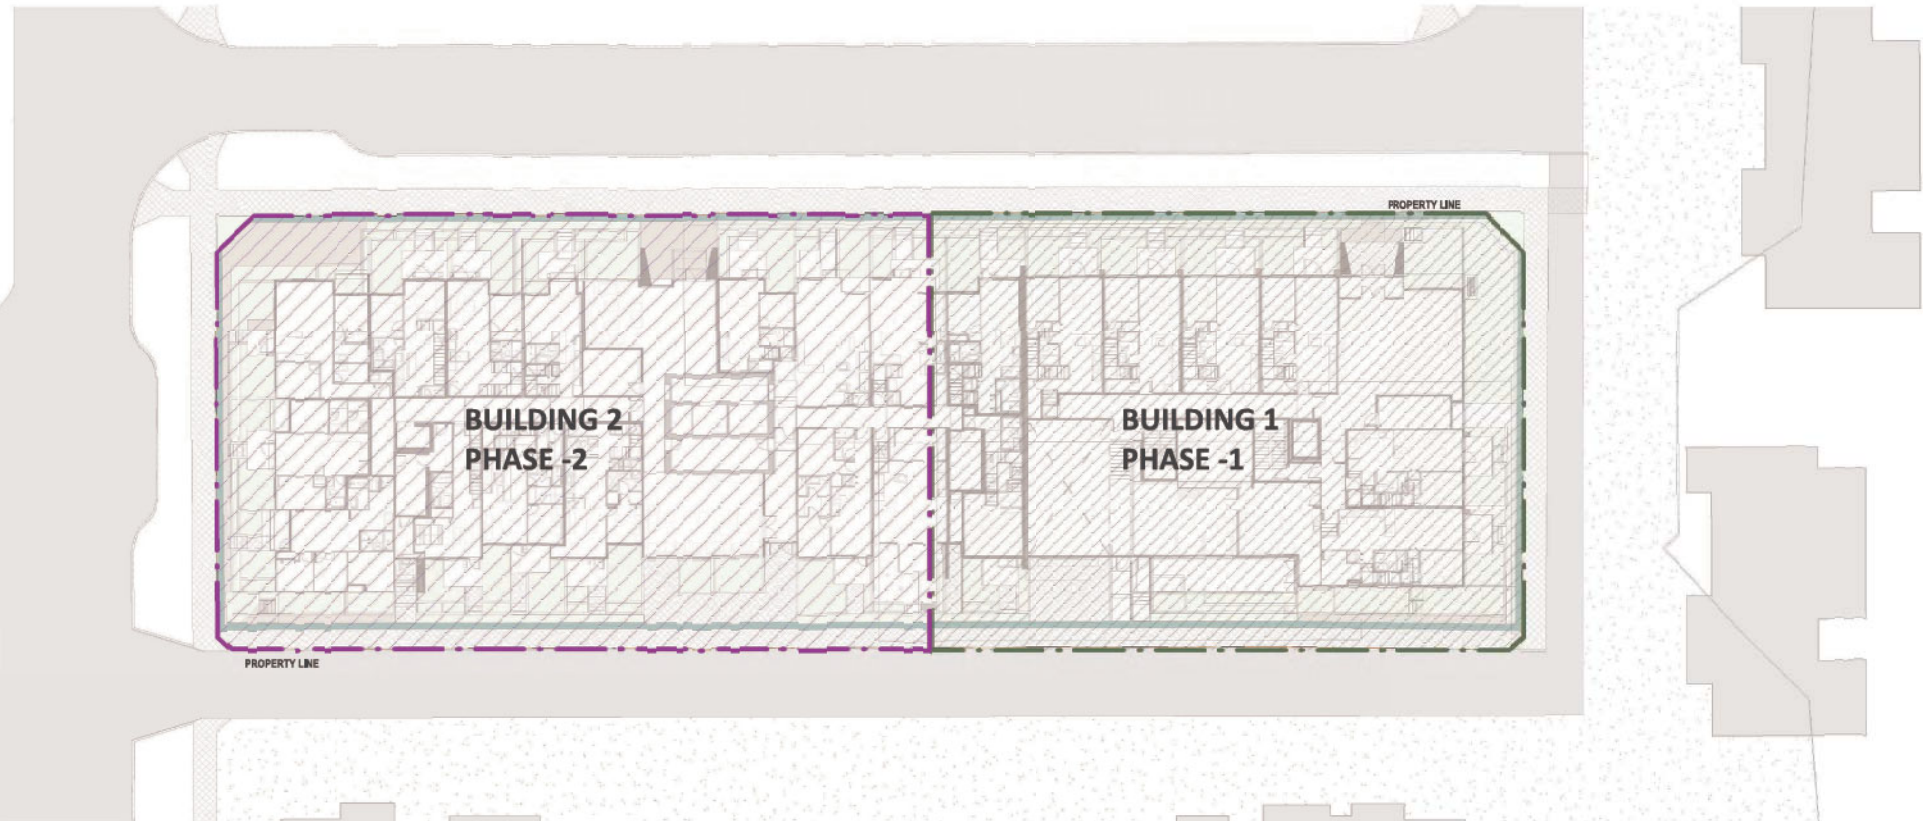 PROPERTY LINE
BUILDING 2
PHASE -2
BUILDING 1
PHASE -1
PROPERTY LINE